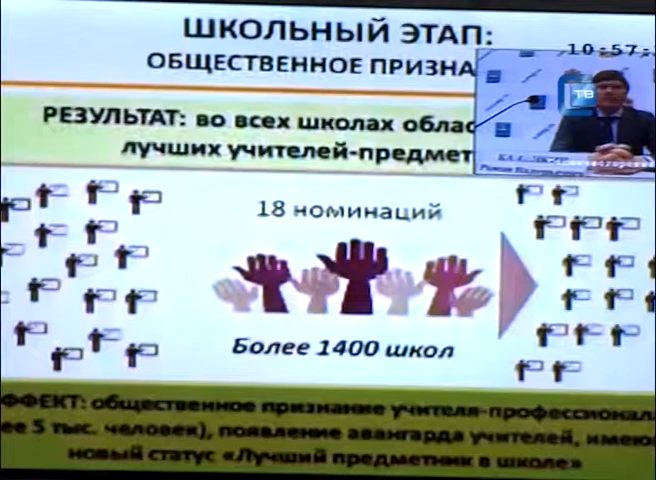 ШКОЛЬНЫЙ ЭТАП:
ОБЩЕСТВЕННОЕ ПРИЗНА
10:57:
ТВ
РЕЗУЛЬТАТ: во всех школах облас
лучших учителей-предмет
18 номинаций
Более 1400 школ
ФФЕКТ: общественное признание учителя-профессионал
ее 5 тыс. человек), появление авангарда учителей, имею
новый статус «Лучший предметник в школе»